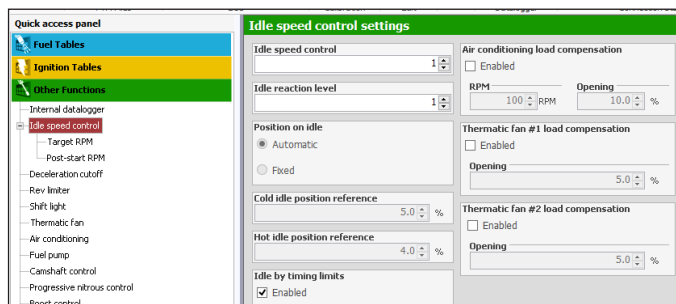 Quick access panel
Fuel Tables
Ignition Tables
Other Functions
Internal datalogger
Idle speed control
Target RPM
Post-start RPM
Deceleration cutoff
Rev limiter
Shift light
Thermatic fan
Air conditioning
Fuel pump
Camshaft control
Progressive nitrous control
Boost control
Idle speed control settings
Idle speed control
1
Idle reaction level
1
Position on idle
Automatic
Fixed
Cold idle position reference
5.0 %
Hot idle position reference
4.0 %
Idle by timing limits
Enabled
Air conditioning load compensation
Enabled
RPM Opening
100 RPM 10.0 %
Thermatic fan #1 load compensation
Enabled
Opening
5.0 %
Thermatic fan #2 load compensation
Enabled
Opening
5.0 %